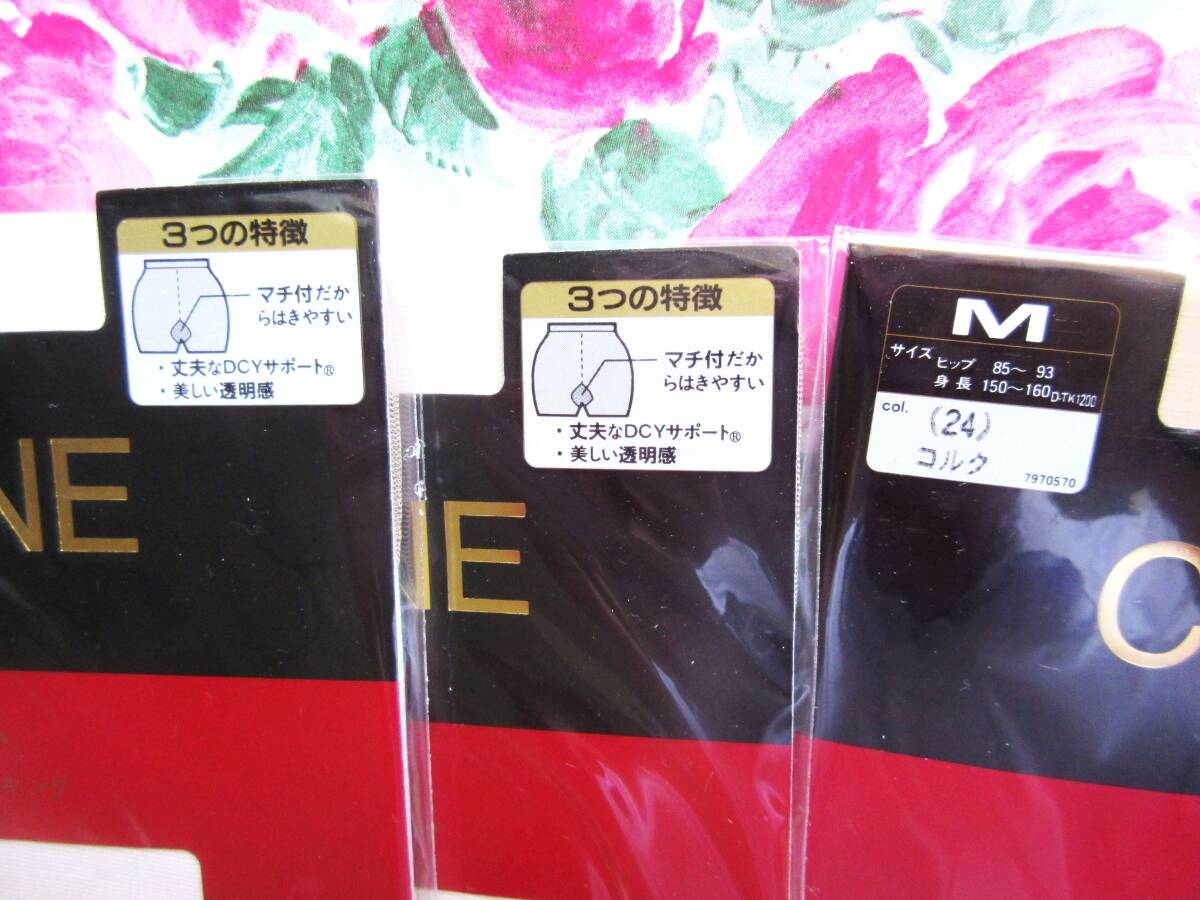 3つの特徴
マチ付だか
らはきやすい
・丈夫なDCYサポート®
・美しい透明感
NE
3つの特徴
マチ付だか
らはきやすい
・丈夫なDCYサポート®
・美しい透明感
NE
M
サイズ ヒップ 85〜93
身長 150〜160 D-TK1200
col. (24)
コルク
7970570
C